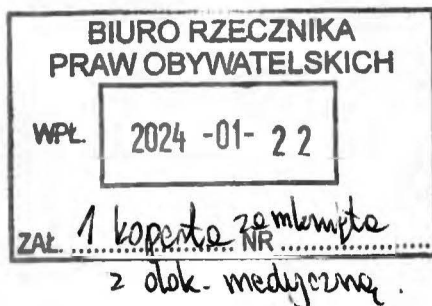 BIURO RZECZNIKA
PRAW OBYWATELSKICH
WPŁ. 2024 -01- 22
ZAŁ. 1 koperta zamknięta NR
z dok. medyczną.